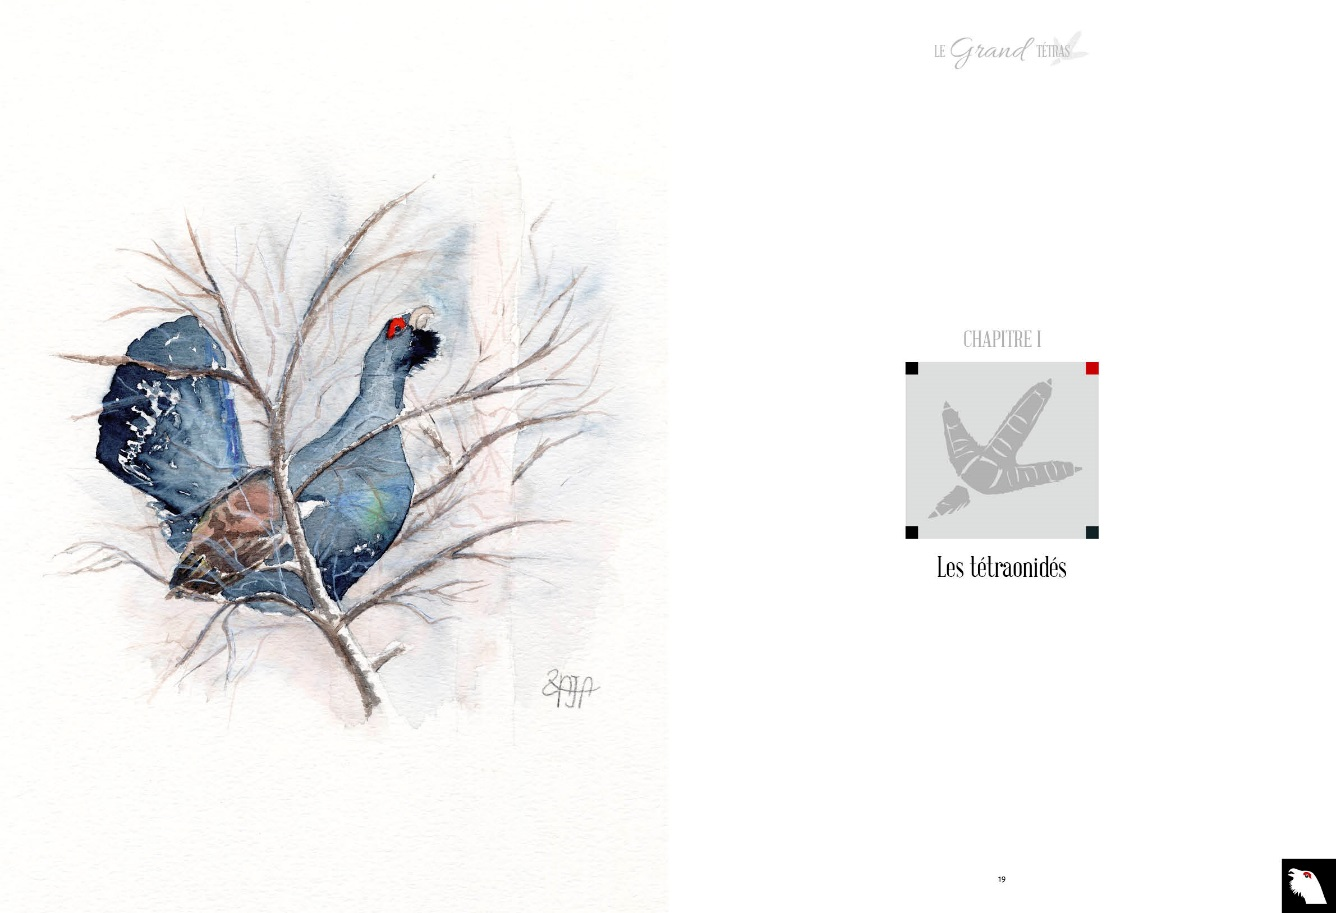 LE Grand TÉTRAS
CHAPITRE I
Les tétraonidés
19